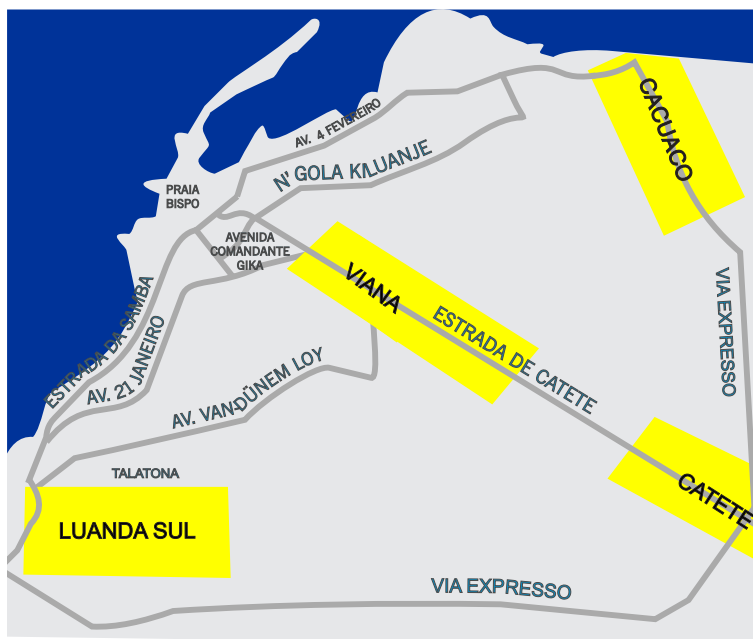 CACUACO
AV. 4 FEVEREIRO
N' GOLA KILUANJE
PRAIA
BISPO
AVENIDA
COMANDANTE
GIKA
VIANA
ESTRADA DA SAMBA
AV. 21 JANEIRO
ESTRADA DE CATETE
VIA EXPRESSO
AV. VANDÚNEM LOY
TALATONA
CATETE
LUANDA SUL
VIA EXPRESSO